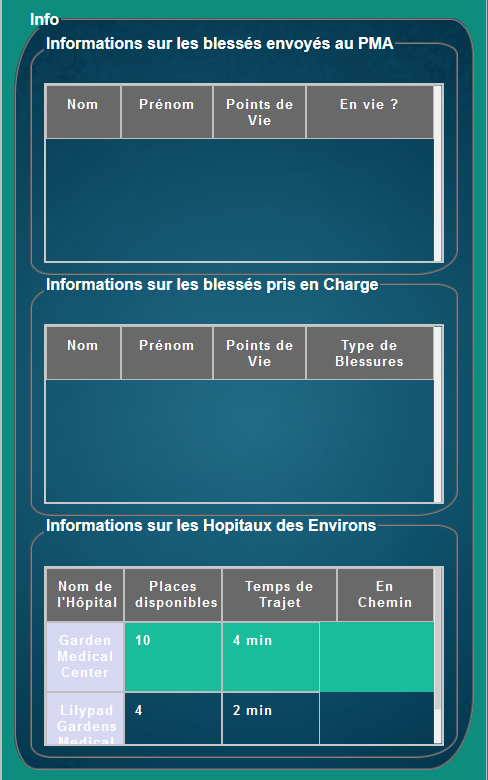 Info
Informations sur les blessés envoyés au PMA
Nom Prénom Points de En vie ?
Vie
Informations sur les blessés pris en Charge
Nom Prénom Points de Type de
Vie Blessures
Informations sur les Hopitaux des Environs
Nom de Places Temps de En
l'Hôpital disponibles Trajet Chemin
Garden 10 4 min
Medical
Center
Lilypad 4 2 min
Gardens
Medical